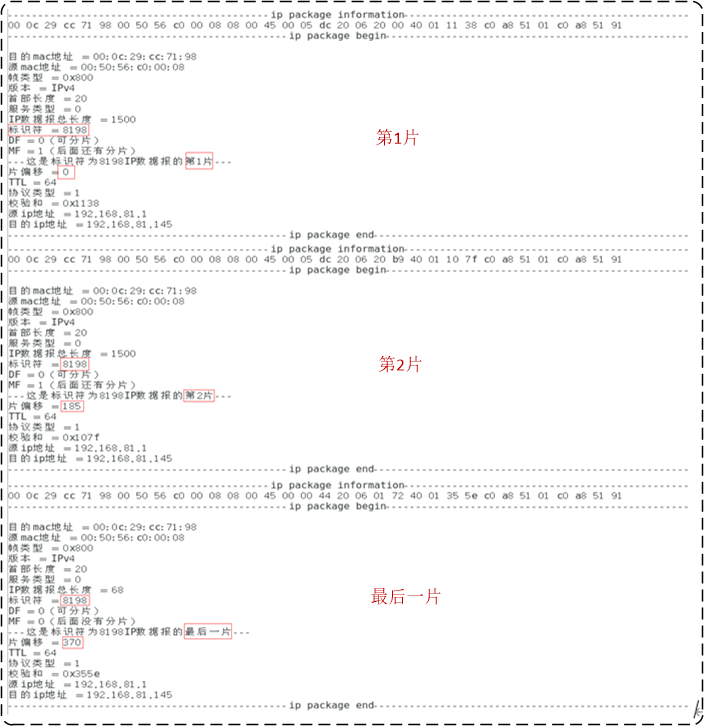 ------ip package information------
00 0c 29 cc 71 98 00 50 56 c0 00 08 08 00 45 00 05 dc 20 06 20 00 40 01 11 38 c0 a8 51 01 c0 a8 51 91
------ip package begin------
目的mac地址 =00:0c:29:cc:71:98
源mac地址 =00:50:56:c0:00:08
帧类型 =0x800
版本 =IPv4
首部长度 =20
服务类型 =0
IP数据报总长度 =1500
标识符 =8198
DF =0（可分片）
MF =1（后面还有分片）
---这是标识符为8198IP数据报的第1片---
片偏移 =0
TTL =64
协议类型 =1
校验和 =0x1138
源ip地址 =192.168.81.1
目的ip地址 =192.168.81.145
------ip package end------
第1片
------ip package information------
00 0c 29 cc 71 98 00 50 56 c0 00 08 08 00 45 00 05 dc 20 06 20 b9 40 01 10 7f c0 a8 51 01 c0 a8 51 91
------ip package begin------
目的mac地址 =00:0c:29:cc:71:98
源mac地址 =00:50:56:c0:00:08
帧类型 =0x800
版本 =IPv4
首部长度 =20
服务类型 =0
IP数据报总长度 =1500
标识符 =8198
DF =0（可分片）
MF =1（后面还有分片）
---这是标识符为8198IP数据报的第2片---
片偏移 =185
TTL =64
协议类型 =1
校验和 =0x107f
源ip地址 =192.168.81.1
目的ip地址 =192.168.81.145
------ip package end------
第2片
------ip package information------
00 0c 29 cc 71 98 00 50 56 c0 00 08 08 00 45 00 00 44 20 06 01 72 40 01 35 5e c0 a8 51 01 c0 a8 51 91
------ip package begin------
目的mac地址 =00:0c:29:cc:71:98
源mac地址 =00:50:56:c0:00:08
帧类型 =0x800
版本 =IPv4
首部长度 =20
服务类型 =0
IP数据报总长度 =68
标识符 =8198
DF =0（可分片）
MF =0（后面没有分片）
---这是标识符为8198IP数据报的最后一片---
片偏移 =370
TTL =64
协议类型 =1
校验和 =0x355e
源ip地址 =192.168.81.1
目的ip地址 =192.168.81.145
------ip package end------
最后一片